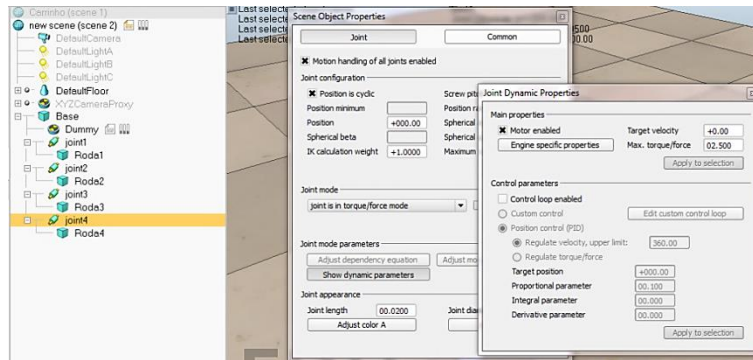 Carrinho (scene 1)
new scene (scene 2)
DefaultCamera
DefaultLightA
DefaultLightB
DefaultLightC
DefaultFloor
XYZCameraProxy
Base
Dummy
joint1
Roda1
joint2
Roda2
joint3
Roda3
joint4
Roda4
Last selecte
Last selecte
Last selecte
Last selecte
Scene Object Properties
Joint
Common
Motion handling of all joints enabled
Joint configuration
Position is cyclic
Screw pitc
Position minimum
Position ra
Position
+000.00
Spherical
Spherical beta
Spherical
IK calculation weight
+1.0000
Maximum
Joint mode
joint is in torque/force mode
Joint mode parameters
Adjust dependency equation
Adjust mo
Show dynamic parameters
Joint appearance
Joint length
00.0200
Joint dia
Adjust color A
Joint Dynamic Properties
Main properties
Motor enabled
Target velocity
+0.00
Engine specific properties
Max. torque/force
02.500
Apply to selection
Control parameters
Control loop enabled
Custom control
Edit custom control loop
Position control (PID)
Regulate velocity, upper limit:
360.00
Regulate torque/force
Target position
+000.00
Proportional parameter
00.100
Integral parameter
00.000
Derivative parameter
00.000
Apply to selection